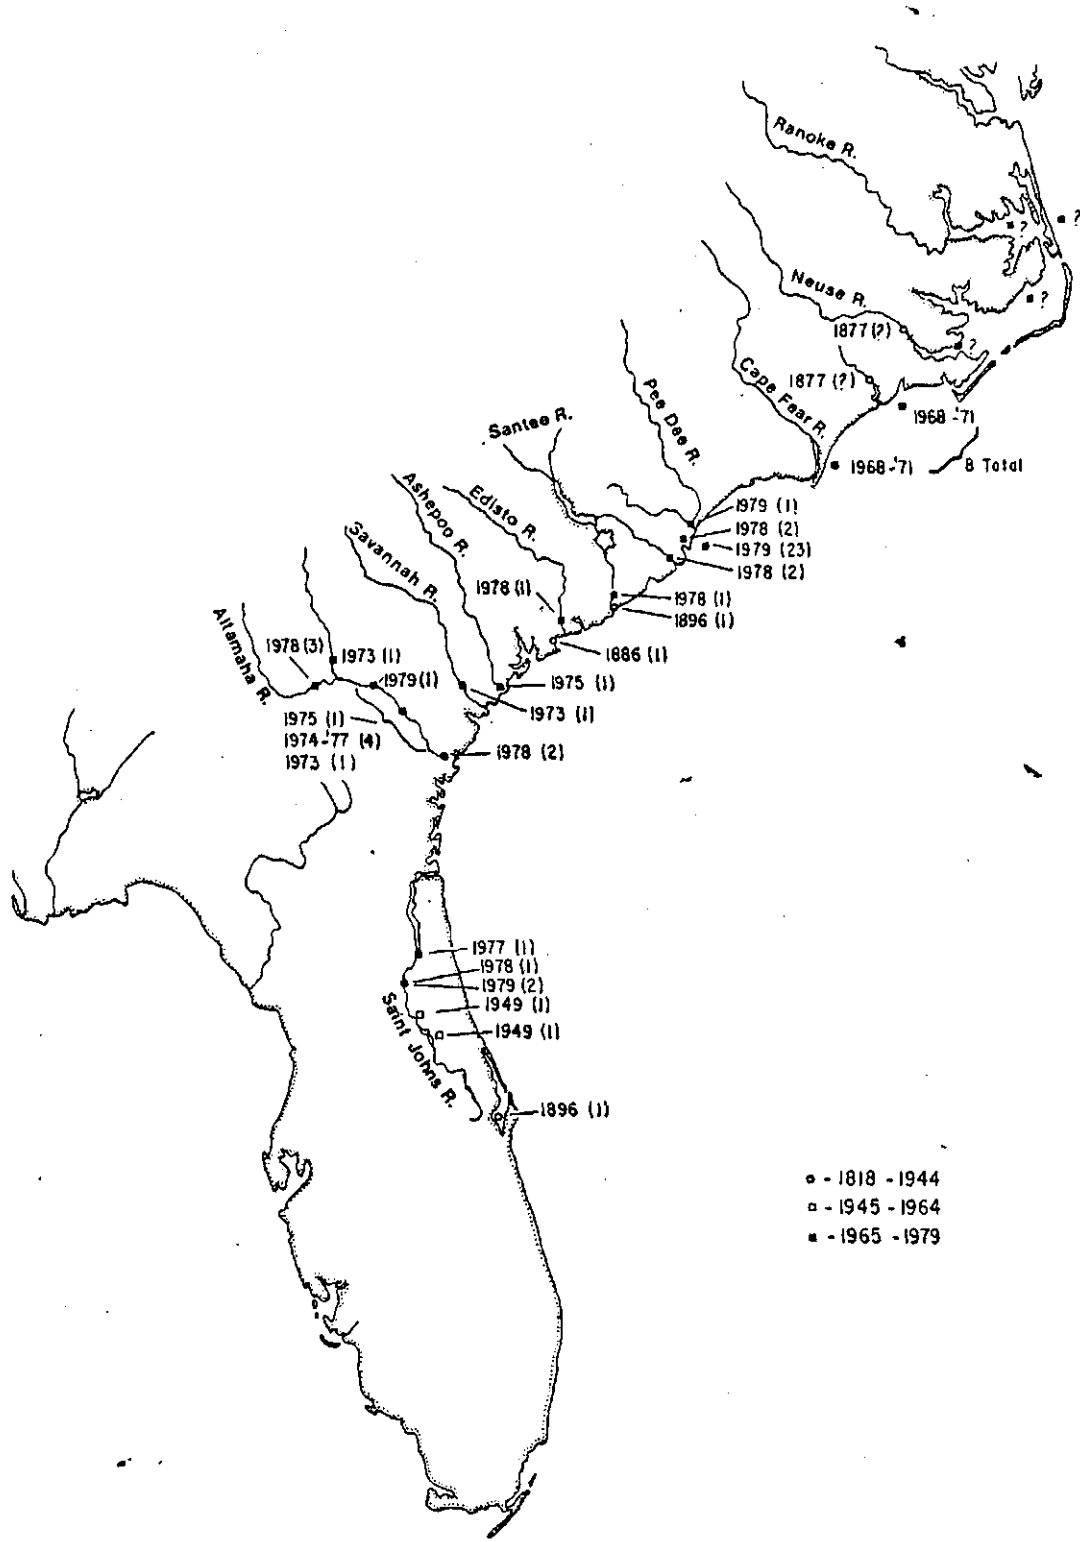 Ranoke R.
?
?
Neuse R.
?
1877 (?)
?
1877 (?)
Cape Fear R.
1968 -71
Pee Dee R.
Santee R.
1968-'71
8 Total
Ashepoo R.
Edisto R.
1979 (1)
1978 (2)
1979 (23)
1978 (2)
Savannah R.
1978 (1)
1978 (1)
1896 (1)
Altamaha R.
1886 (1)
1978 (3)
1973 (1)
1979 (1)
1975 (1)
1973 (1)
1975 (1)
1974-'77 (4)
1973 (1)
1978 (2)
1977 (1)
1978 (1)
1979 (2)
1949 (1)
1949 (1)
Saint Johns R.
1896 (1)
- 1818 - 1944
- 1945 - 1964
- 1965 - 1979